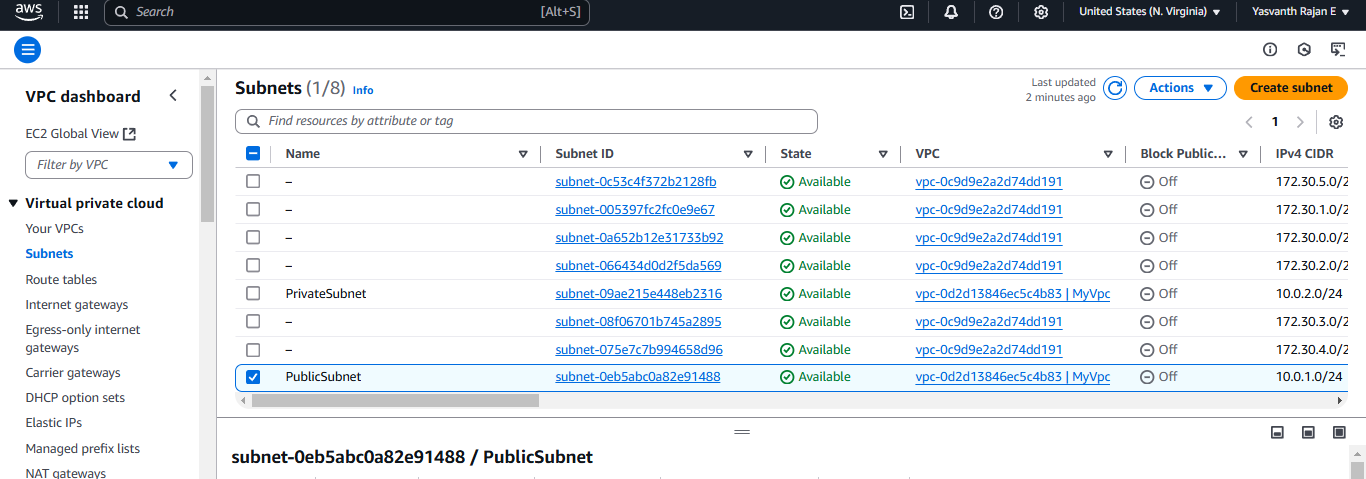 aws Search [Alt+S] United States (N. Virginia) Yasvanth Rajan E
VPC dashboard
EC2 Global View
Filter by VPC
Virtual private cloud
Your VPCs
Subnets
Route tables
Internet gateways
Egress-only internet
gateways
Carrier gateways
DHCP option sets
Elastic IPs
Managed prefix lists
NAT gateways
Subnets (1/8) Info
Last updated
2 minutes ago
Actions
Create subnet
Find resources by attribute or tag
1
Name Subnet ID State VPC Block Public... IPv4 CIDR
– subnet-0c53c4f372b2128fb Available vpc-0c9d9e2a2d74dd191 Off 172.30.5.0/2
– subnet-005397fc2fc0e9e67 Available vpc-0c9d9e2a2d74dd191 Off 172.30.1.0/2
– subnet-0a652b12e31733b92 Available vpc-0c9d9e2a2d74dd191 Off 172.30.0.0/2
– subnet-066434d0d2f5da569 Available vpc-0c9d9e2a2d74dd191 Off 172.30.2.0/2
PrivateSubnet subnet-09ae215e448eb2316 Available vpc-0d2d13846ec5c4b83 | MyVpc Off 10.0.2.0/24
– subnet-08f06701b745a2895 Available vpc-0c9d9e2a2d74dd191 Off 172.30.3.0/2
– subnet-075e7c7b994658d96 Available vpc-0c9d9e2a2d74dd191 Off 172.30.4.0/2
PublicSubnet subnet-0eb5abc0a82e91488 Available vpc-0d2d13846ec5c4b83 | MyVpc Off 10.0.1.0/24
subnet-0eb5abc0a82e91488 / PublicSubnet